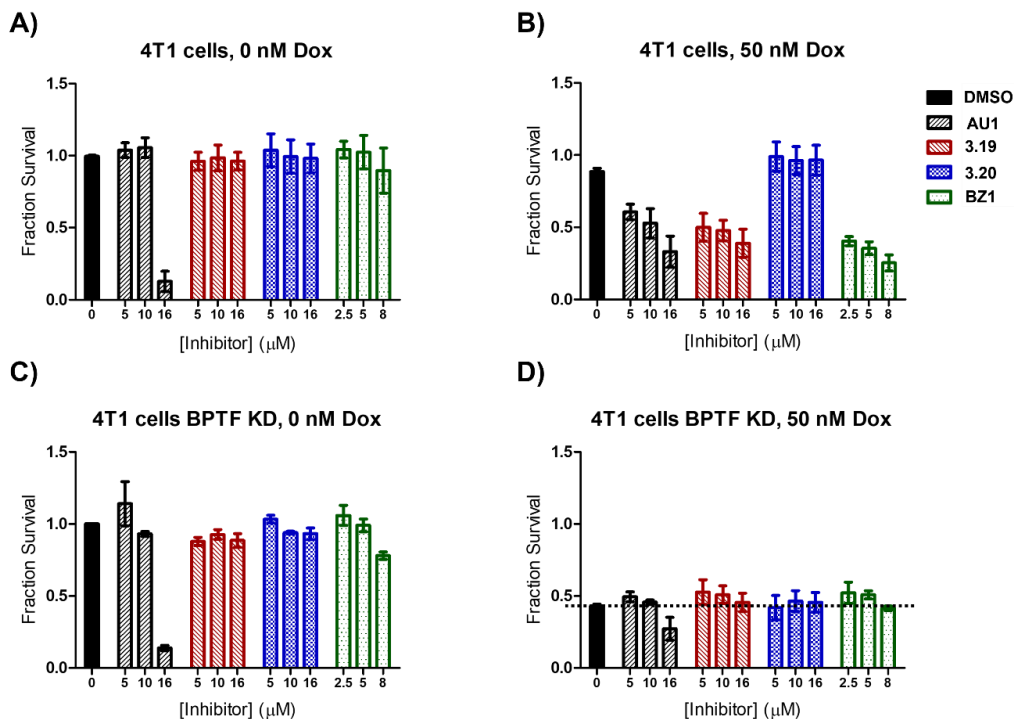 A)
4T1 cells, 0 nM Dox
Fraction Survival
1.5
1.0
0.5
0.0
0 5 10 16 5 10 16 5 10 16 2.5 5 8
[Inhibitor] (μM)
B)
4T1 cells, 50 nM Dox
Fraction Survival
1.5
1.0
0.5
0.0
0 5 10 16 5 10 16 5 10 16 2.5 5 8
[Inhibitor] (μM)
DMSO
AU1
3.19
3.20
BZ1
C)
4T1 cells BPTF KD, 0 nM Dox
Fraction Survival
1.5
1.0
0.5
0.0
0 5 10 16 5 10 16 5 10 16 2.5 5 8
[Inhibitor] (μM)
D)
4T1 cells BPTF KD, 50 nM Dox
Fraction Survival
1.5
1.0
0.5
0.0
0 5 10 16 5 10 16 5 10 16 2.5 5 8
[Inhibitor] (μM)